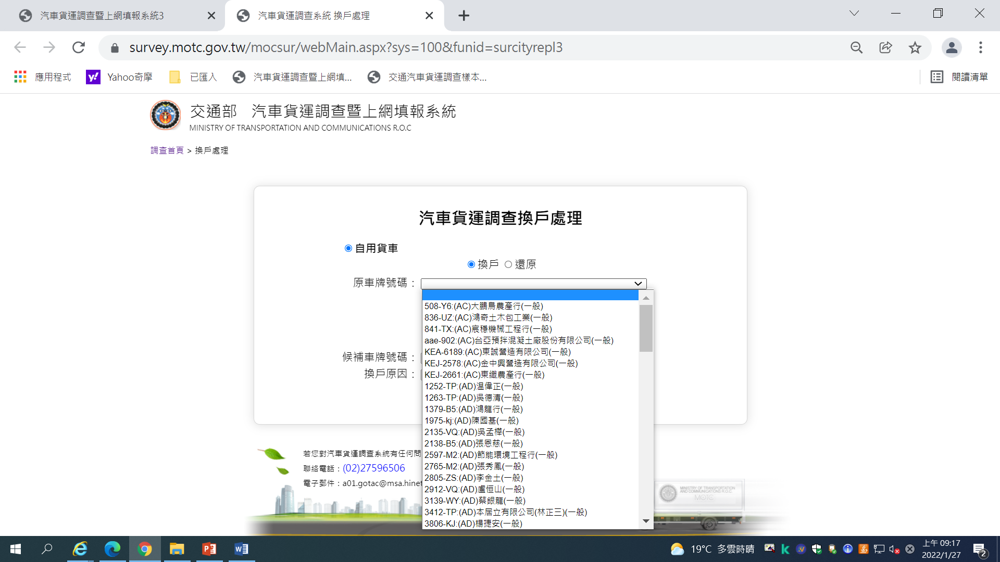 汽車貨運調查暨上網填報系統3
汽車貨運調查系統 換戶處理
survey.motc.gov.tw/mocsur/webMain.aspx?sys=100&funid=surcityrepl3
應用程式
Yahoo奇摩
已匯入
汽車貨運調查暨上網填...
交通汽車貨運調查樣本...
閱讀清單
交通部 汽車貨運調查暨上網填報系統
MINISTRY OF TRANSPORTATION AND COMMUNICATIONS R.O.C
調查首頁 > 換戶處理
汽車貨運調查換戶處理
自用貨車
換戶 還原
原車牌號碼：
508-Y6:(AC)大鵬鳥農產行(一般)
836-UZ:(AC)鴻奇土木包工業(一般)
841-TX:(AC)宸穩機械工程行(一般)
aae-902:(AC)台亞預拌混凝土廠股份有限公司(一般)
KEA-6189:(AC)東誠營造有限公司(一般)
KEJ-2578:(AC)金中興營造有限公司(一般)
KEJ-2661:(AC)東織農產行(一般)
1252-TP:(AD)温偉正(一般)
1263-TP:(AD)吳德清(一般)
1379-B5:(AD)鴻龍行(一般)
1975-kj:(AD)陳國基(一般)
2135-VQ:(AD)吳孟樺(一般)
2138-B5:(AD)張恩慈(一般)
2597-M2:(AD)節能環境工程行(一般)
2765-M2:(AD)張秀鳳(一般)
2805-ZS:(AD)李金土(一般)
2912-VQ:(AD)盧恒山(一般)
3139-WY:(AD)蔡銀龍(一般)
3412-TP:(AD)本居立有限公司(林正三)(一般)
3806-KJ:(AD)楊捷安(一般)
候補車牌號碼：
換戶原因：
若您對汽車貨運調查系統有任何問
聯絡電話：(02)27596506
電子郵件：a01.gotac@msa.hinet
MINISTRY OF TRANSPORTATION
AND COMMUNICATIONS R.O.C.
MOTC
19°C 多雲時晴
上午 09:17
2022/1/27
2